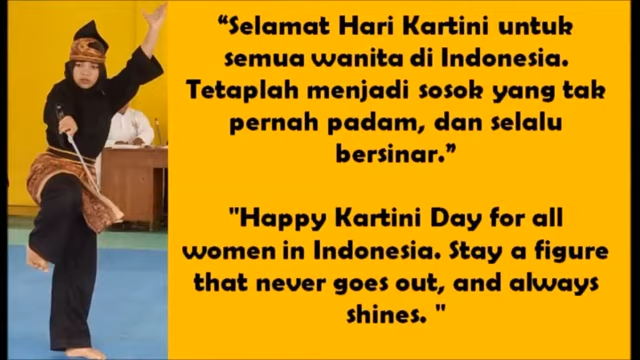 “Selamat Hari Kartini untuk
semua wanita di Indonesia.
Tetaplah menjadi sosok yang tak
pernah padam, dan selalu
bersinar.”
"Happy Kartini Day for all
women in Indonesia. Stay a figure
that never goes out, and always
shines. "